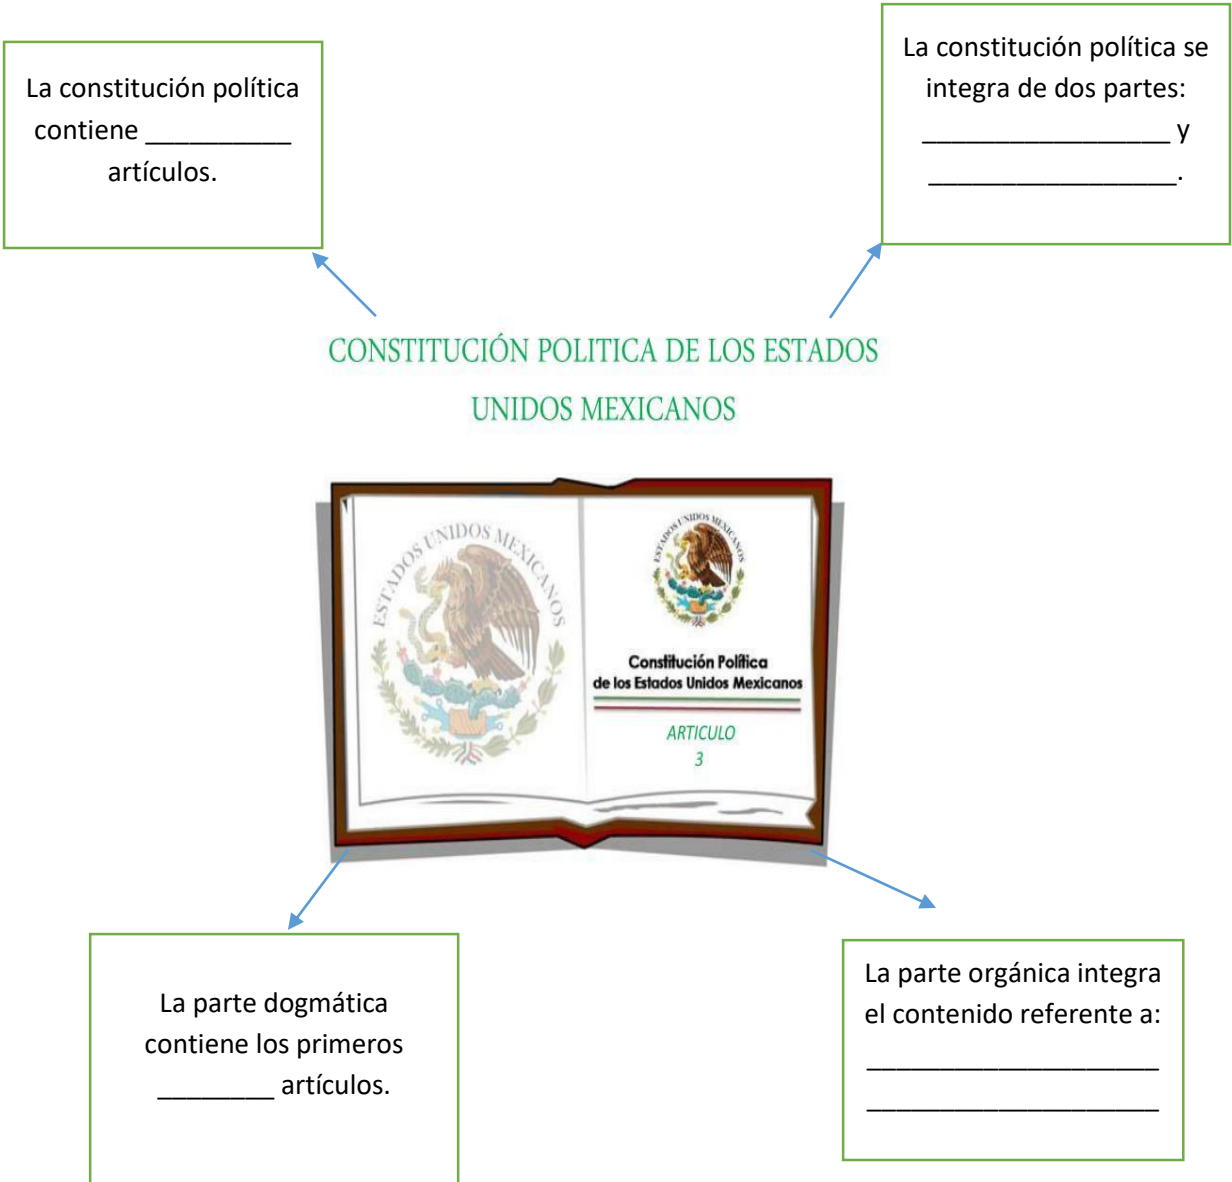 La constitución política
contiene __________
artículos.
La constitución política se
integra de dos partes:
_________________ y
_________________.
CONSTITUCIÓN POLITICA DE LOS ESTADOS
UNIDOS MEXICANOS
ESTADOS UNIDOS MEXICANOS
ESTADOS UNIDOS MEXICANOS
Constitución Política
de los Estados Unidos Mexicanos
ARTICULO
3
La parte dogmática
contiene los primeros
________ artículos.
La parte orgánica integra
el contenido referente a:
____________________
____________________